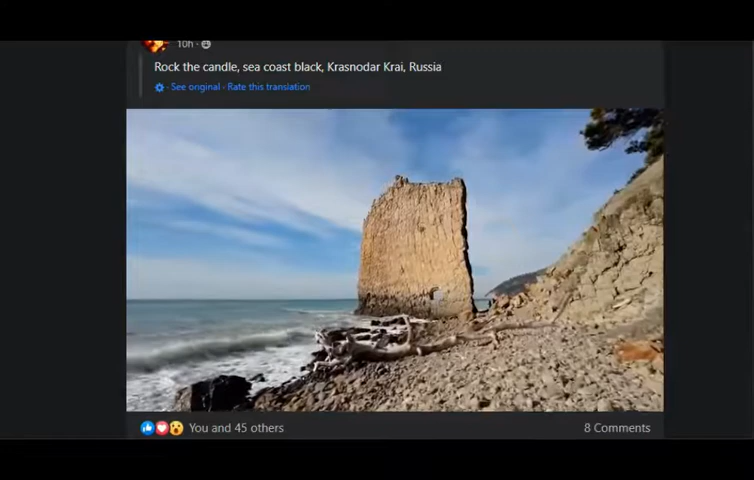 10h ·
Rock the candle, sea coast black, Krasnodar Krai, Russia
· See original · Rate this translation
You and 45 others
8 Comments